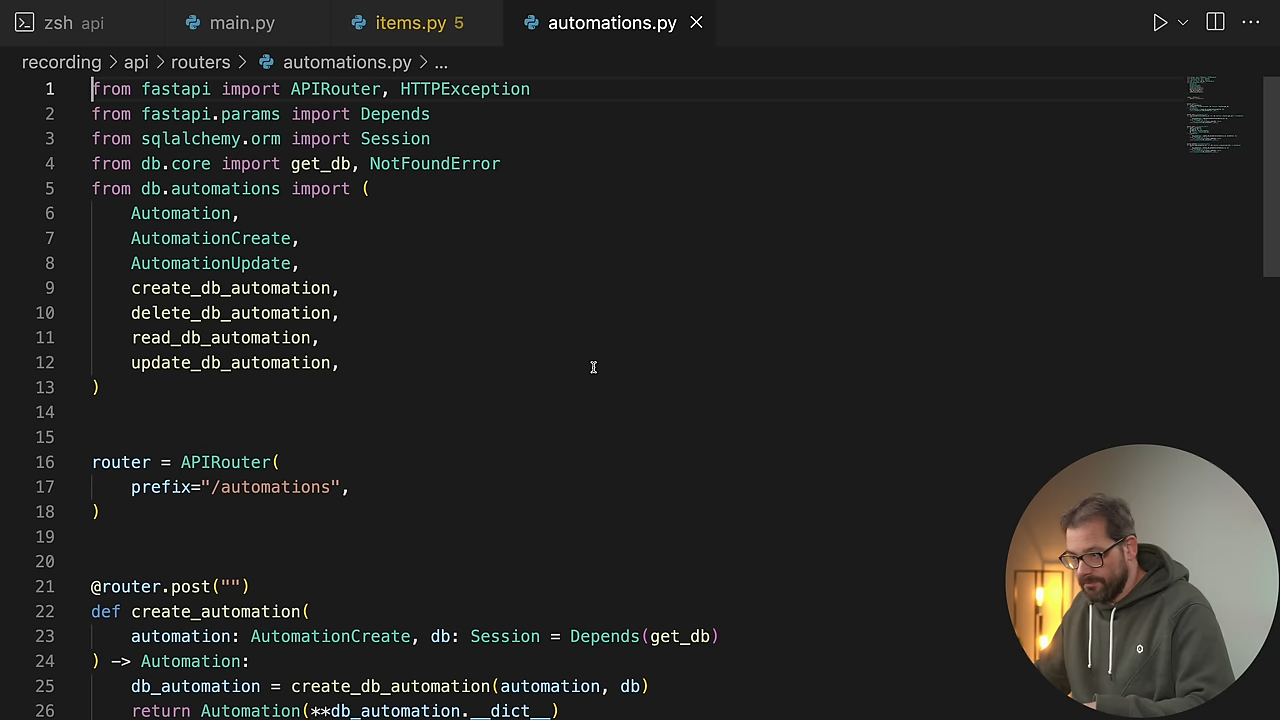 zsh api
main.py
items.py 5
automations.py
recording > api > routers > automations.py > ...
1 from fastapi import APIRouter, HTTPException
2 from fastapi.params import Depends
3 from sqlalchemy.orm import Session
4 from db.core import get_db, NotFoundError
5 from db.automations import (
6 Automation,
7 AutomationCreate,
8 AutomationUpdate,
9 create_db_automation,
10 delete_db_automation,
11 read_db_automation,
12 update_db_automation,
13 )
14
15
16 router = APIRouter(
17 prefix="/automations",
18 )
19
20
21 @router.post("")
22 def create_automation(
23 automation: AutomationCreate, db: Session = Depends(get_db)
24 ) -> Automation:
25 db_automation = create_db_automation(automation, db)
26 return Automation(**db_automation.__dict__)